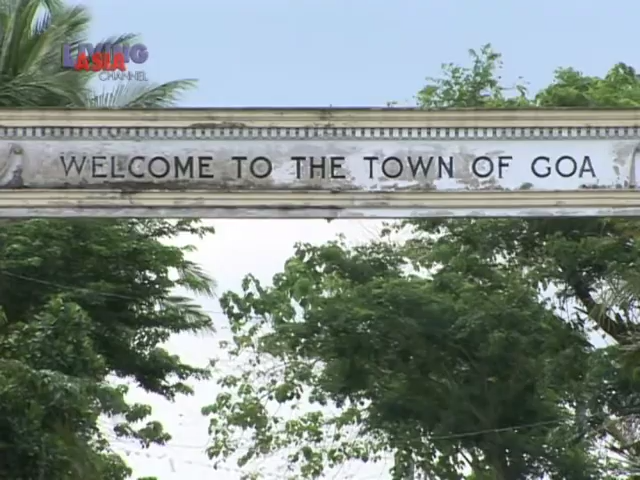 LIVING
ASIA
CHANNEL
WELCOME TO THE TOWN OF GOA